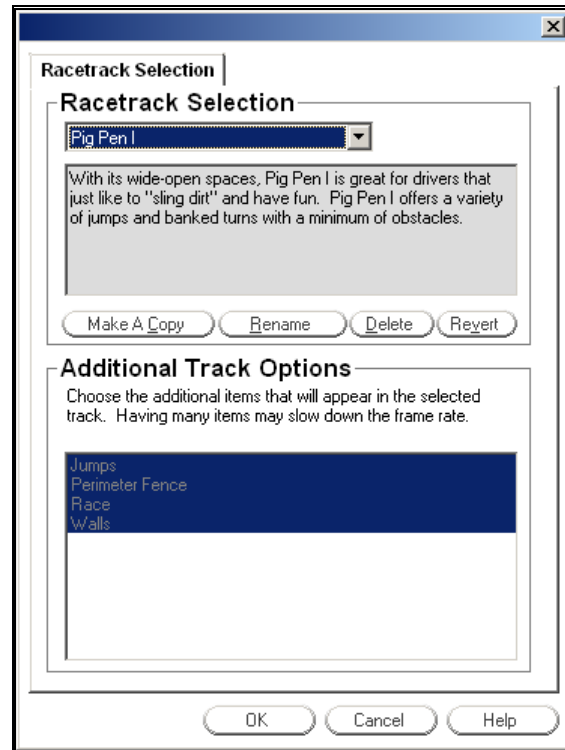 Racetrack Selection
Racetrack Selection
Pig Pen I
With its wide-open spaces, Pig Pen I is great for drivers that
just like to "sling dirt" and have fun.  Pig Pen I offers a variety
of jumps and banked turns with a minimum of obstacles.
Make A Copy Rename Delete Revert
Additional Track Options
Choose the additional items that will appear in the selected
track.  Having many items may slow down the frame rate.
Jumps
Perimeter Fence
Race
Walls
OK Cancel Help